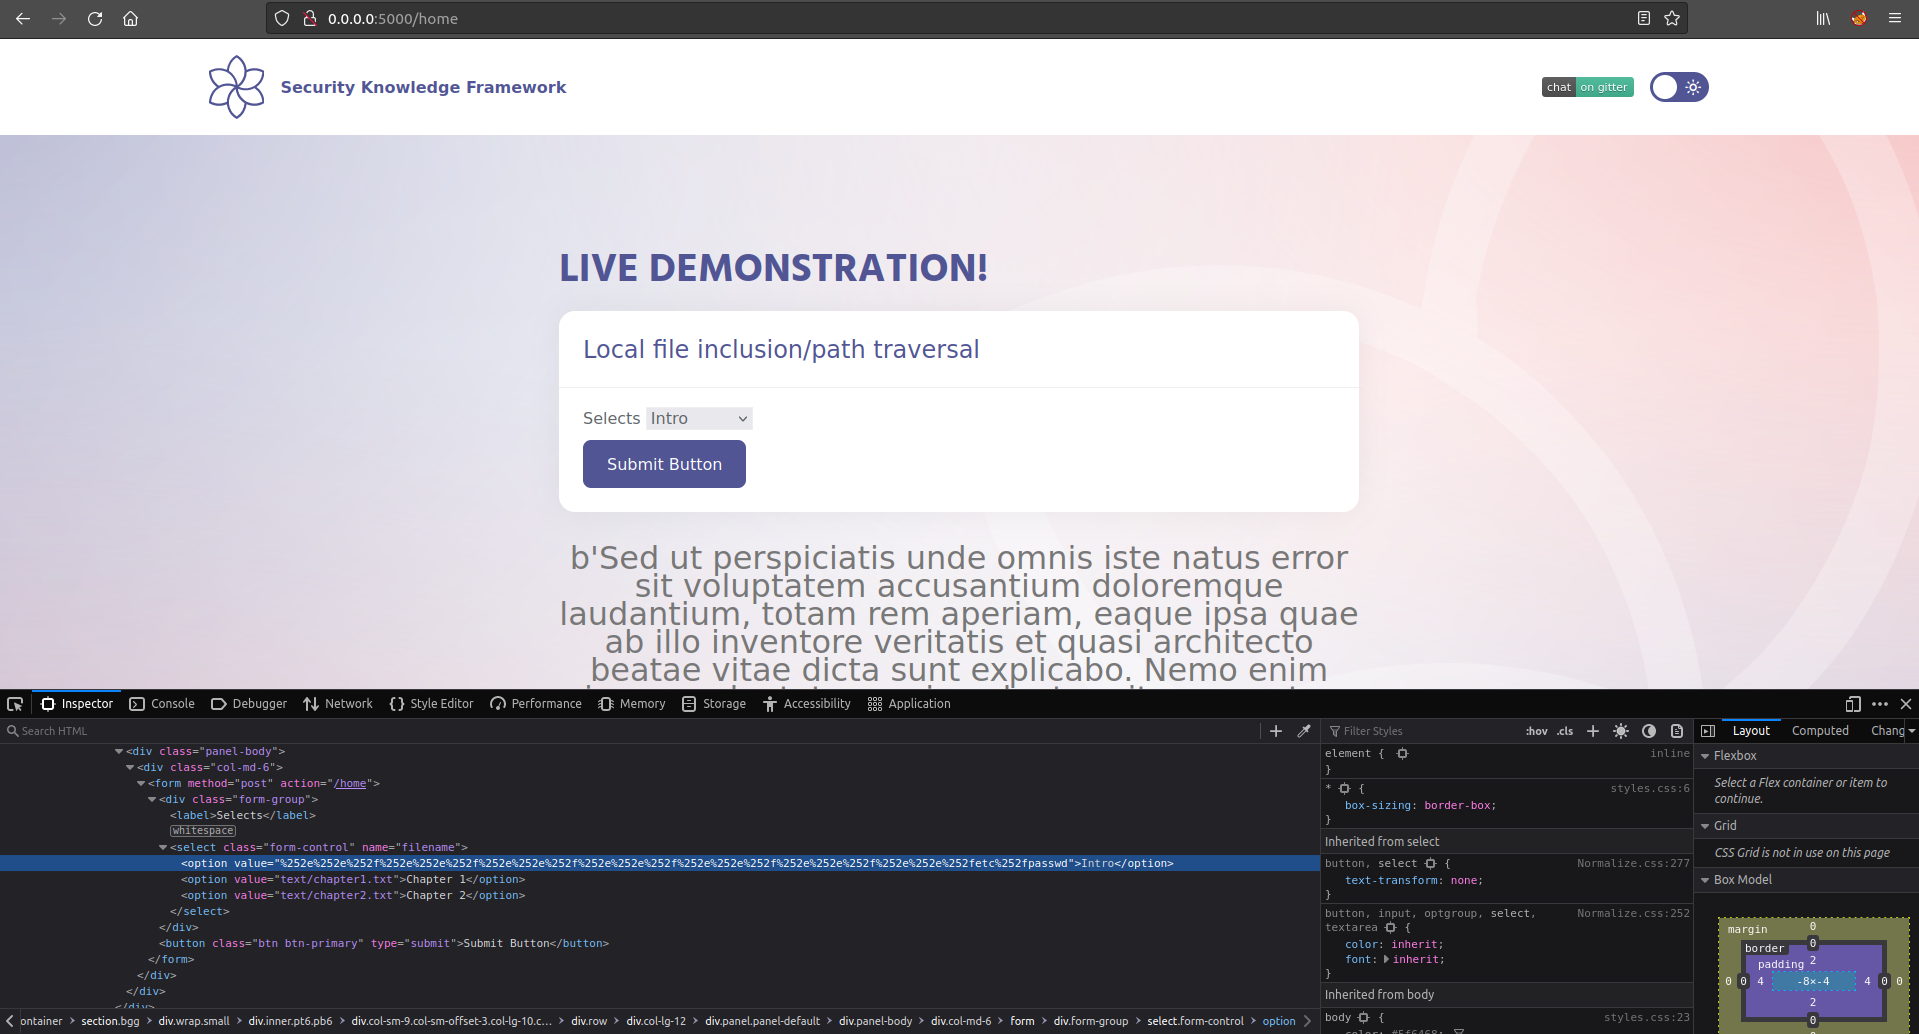 0.0.0.0:5000/home
Security Knowledge Framework
chat on gitter
LIVE DEMONSTRATION!
Local file inclusion/path traversal
Selects Intro
Submit Button
b'Sed ut perspiciatis unde omnis iste natus error
sit voluptatem accusantium doloremque
laudantium, totam rem aperiam, eaque ipsa quae
ab illo inventore veritatis et quasi architecto
beatae vitae dicta sunt explicabo. Nemo enim
Inspector Console Debugger Network Style Editor Performance Memory Storage Accessibility Application
Search HTML
<div class="panel-body">
<div class="col-md-6">
<form method="post" action="/home">
<div class="form-group">
<label>Selects</label>
whitespace
<select class="form-control" name="filename">
<option value="%252e%252e%252f%252e%252e%252f%252e%252e%252f%252e%252e%252f%252e%252e%252f%252e%252e%252f%252e%252e%252fetc%252fpasswd">Intro</option>
<option value="text/chapter1.txt">Chapter 1</option>
<option value="text/chapter2.txt">Chapter 2</option>
</select>
</div>
<button class="btn btn-primary" type="submit">Submit Button</button>
</form>
</div>
</div>
</div>
ontainer > section.bgg > div.wrap.small > div.inner.pt6.pb6 > div.col-sm-9.col-sm-offset-3.col-lg-10.c... > div.row > div.col-lg-12 > div.panel.panel-default > div.panel-body > div.col-md-6 > form > div.form-group > select.form-control > option
Filter Styles :hov .cls +
element { inline
}
* { styles.css:6
box-sizing: border-box;
}
Inherited from select
button, select { Normalize.css:277
text-transform: none;
}
button, input, optgroup, select, Normalize.css:252
textarea {
color: inherit;
font: inherit;
}
Inherited from body
body { styles.css:23
color: #5f6468;
Layout Computed Chang
Flexbox
Select a Flex container or item to
continue.
Grid
CSS Grid is not in use on this page
Box Model
margin 0
border 0
padding 2
0 0 4 -8×-4 4 0 0
2
0